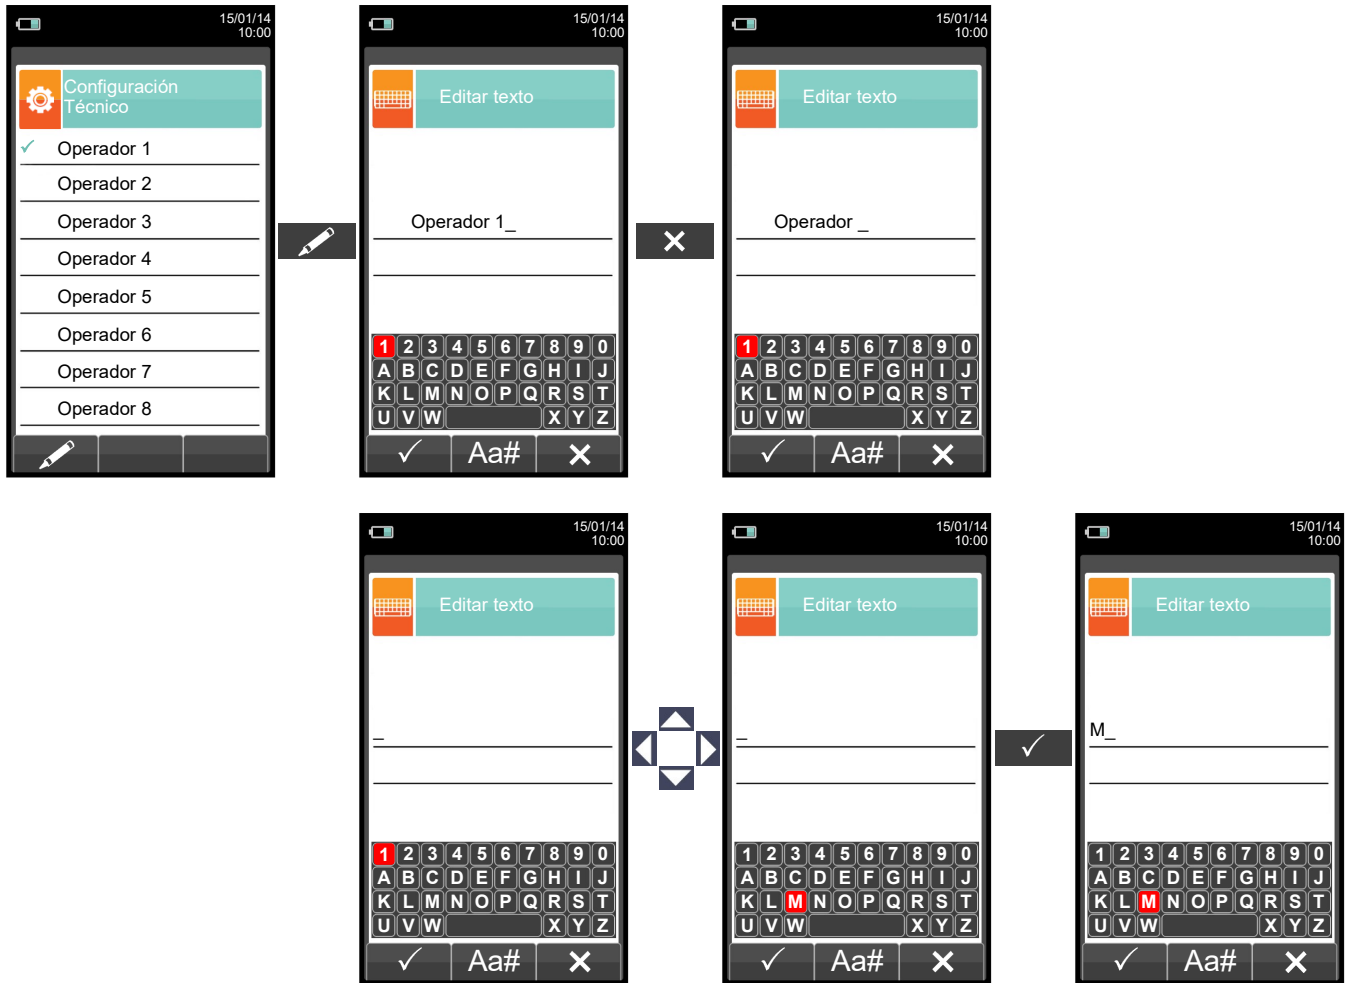 15/01/14
10:00
Configuración
Técnico
Operador 1
Operador 2
Operador 3
Operador 4
Operador 5
Operador 6
Operador 7
Operador 8
15/01/14
10:00
Editar texto
Operador 1_
1 2 3 4 5 6 7 8 9 0
A B C D E F G H I J
K L M N O P Q R S T
U V W X Y Z
Aa#
15/01/14
10:00
Editar texto
Operador _
1 2 3 4 5 6 7 8 9 0
A B C D E F G H I J
K L M N O P Q R S T
U V W X Y Z
Aa#
15/01/14
10:00
Editar texto
_
1 2 3 4 5 6 7 8 9 0
A B C D E F G H I J
K L M N O P Q R S T
U V W X Y Z
Aa#
15/01/14
10:00
Editar texto
_
1 2 3 4 5 6 7 8 9 0
A B C D E F G H I J
K L M N O P Q R S T
U V W X Y Z
Aa#
15/01/14
10:00
Editar texto
M_
1 2 3 4 5 6 7 8 9 0
A B C D E F G H I J
K L M N O P Q R S T
U V W X Y Z
Aa#